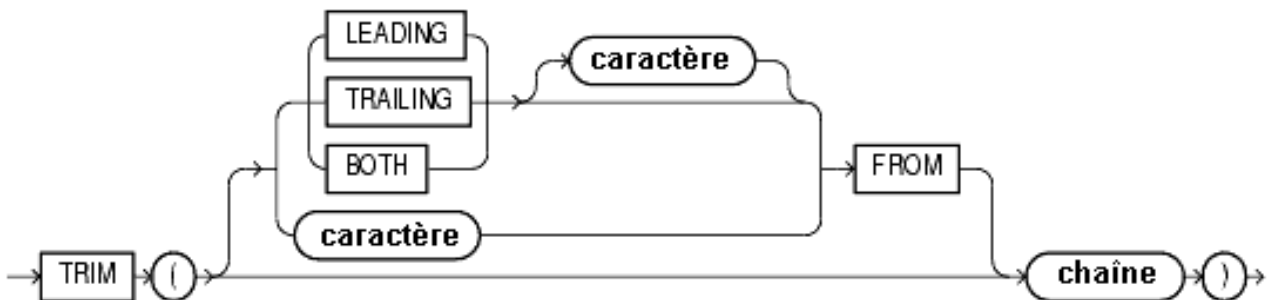 LEADING
caractère
TRAILING
BOTH
FROM
caractère
TRIM ( chaîne )